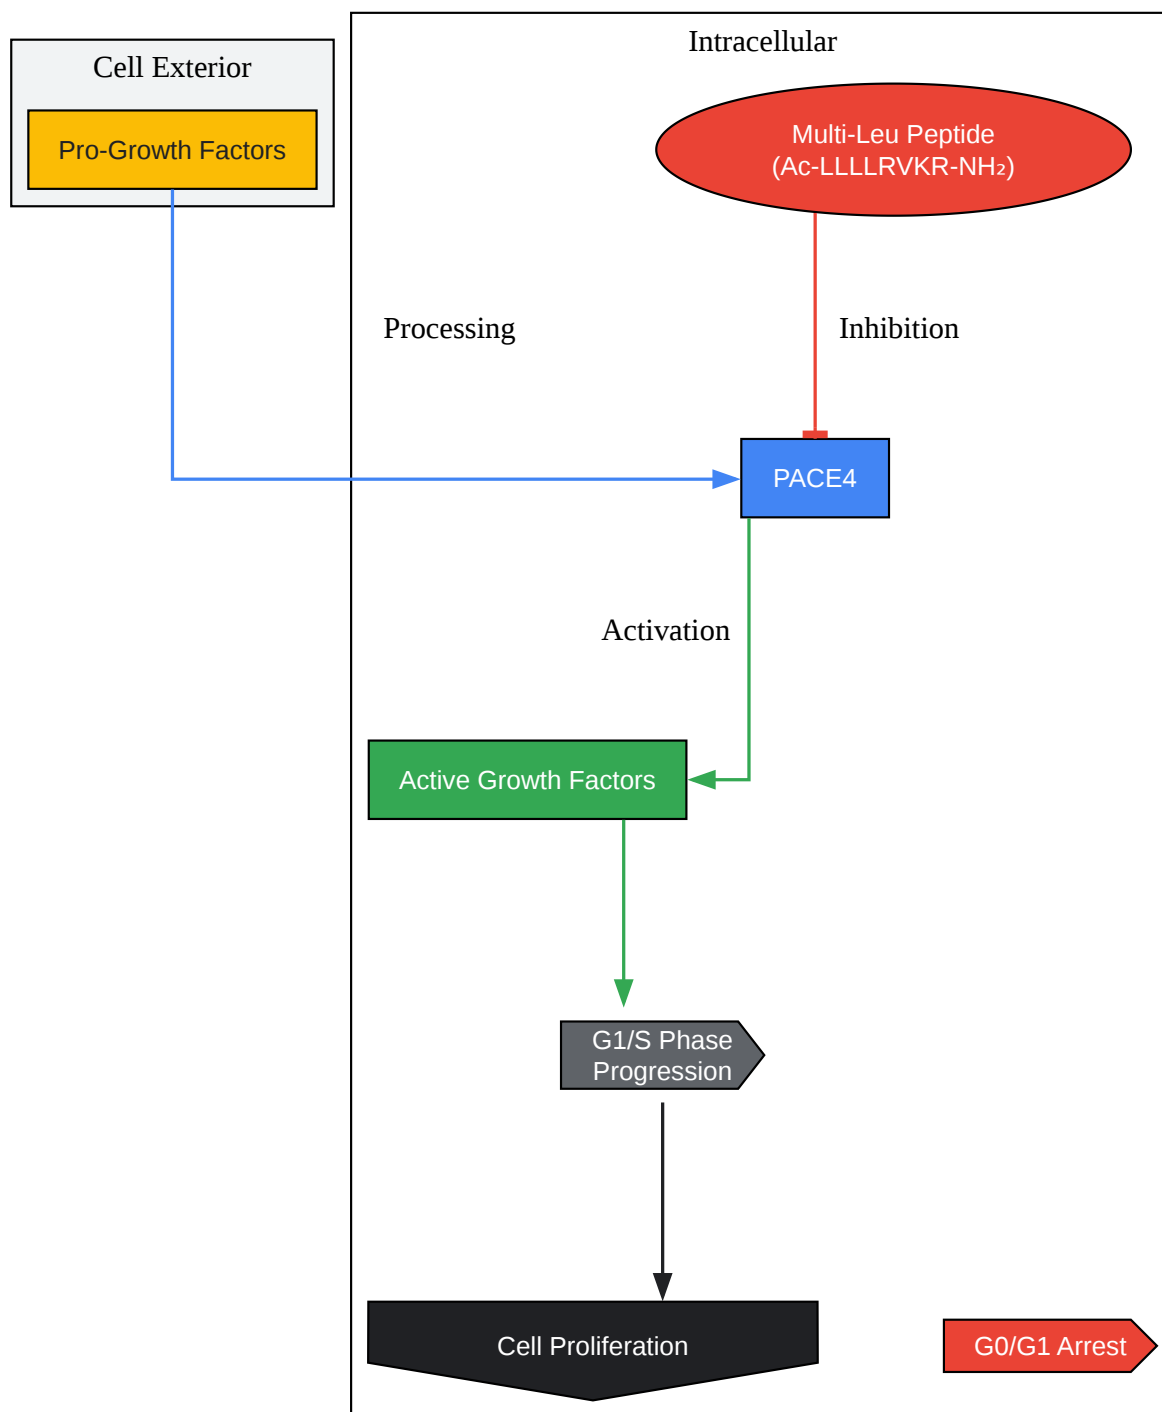 Intracellular
Cell Exterior
Pro-Growth Factors
Multi-Leu Peptide
(Ac-LLLLRVKR-NH₂)
Processing
Inhibition
PACE4
Activation
Active Growth Factors
G1/S Phase
Progression
Cell Proliferation
G0/G1 Arrest